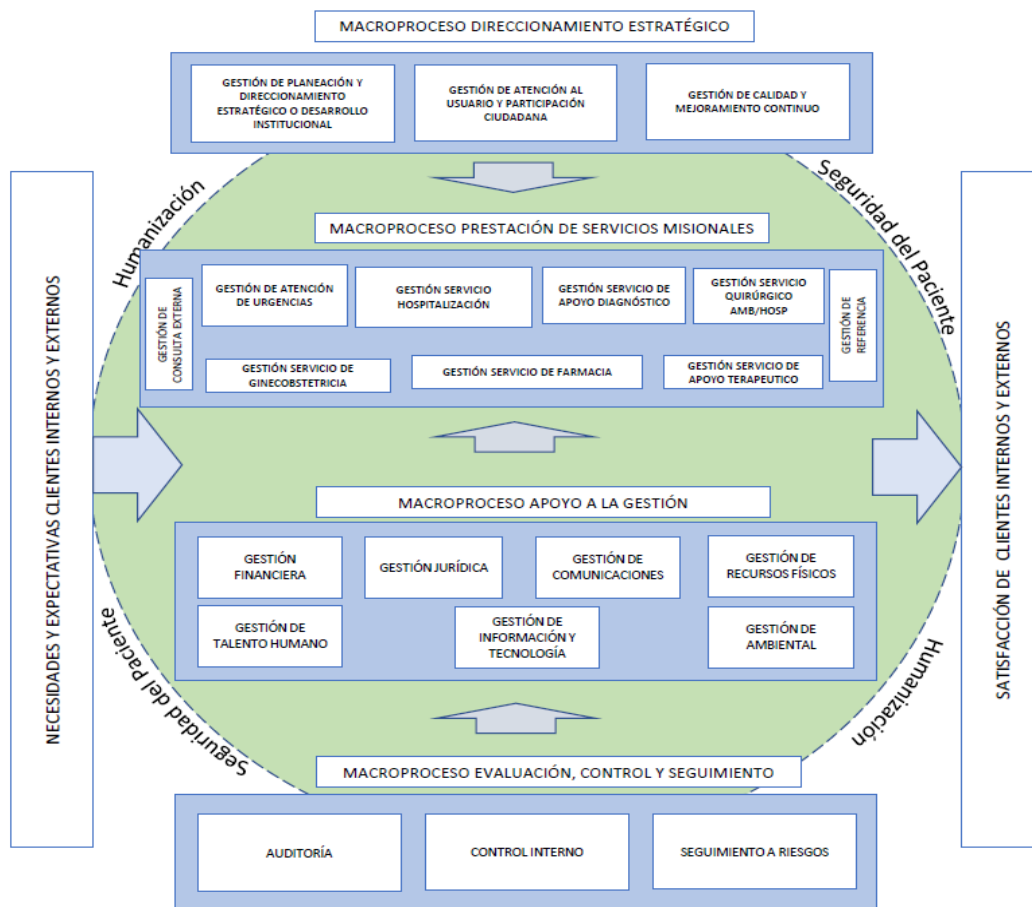 MACROPROCESO DIRECCIONAMIENTO ESTRATÉGICO
GESTIÓN DE PLANEACIÓN Y
DIRECCIONAMIENTO
ESTRATÉGICO O DESARROLLO
INSTITUCIONAL
GESTIÓN DE ATENCIÓN AL
USUARIO Y PARTICIPACIÓN
CIUDADANA
GESTIÓN DE CALIDAD Y
MEJORAMIENTO CONTINUO
NECESIDADES Y EXPECTATIVAS CLIENTES INTERNOS Y EXTERNOS
Humanización
Seguridad del Paciente
MACROPROCESO PRESTACIÓN DE SERVICIOS MISIONALES
GESTIÓN DE
CONSULTA EXTERNA
GESTIÓN DE ATENCIÓN
DE URGENCIAS
GESTIÓN SERVICIO
HOSPITALIZACIÓN
GESTIÓN SERVICIO DE
APOYO DIAGNÓSTICO
GESTIÓN SERVICIO
QUIRÚRGICO
AMB/HOSP
GESTIÓN DE
REFERENCIA
GESTIÓN SERVICIO DE
GINECOBSTETRICIA
GESTIÓN SERVICIO DE FARMACIA
GESTIÓN SERVICIO DE
APOYO TERAPEUTICO
MACROPROCESO APOYO A LA GESTIÓN
GESTIÓN
FINANCIERA
GESTIÓN JURÍDICA
GESTIÓN DE
COMUNICACIONES
GESTIÓN DE
RECURSOS FÍSICOS
GESTIÓN DE
TALENTO HUMANO
GESTIÓN DE
INFORMACIÓN Y
TECNOLOGÍA
GESTIÓN DE
AMBIENTAL
Seguridad del Paciente
Humanización
MACROPROCESO EVALUACIÓN, CONTROL Y SEGUIMIENTO
AUDITORÍA
CONTROL INTERNO
SEGUIMIENTO A RIESGOS
SATISFACCIÓN DE CLIENTES INTERNOS Y EXTERNOS